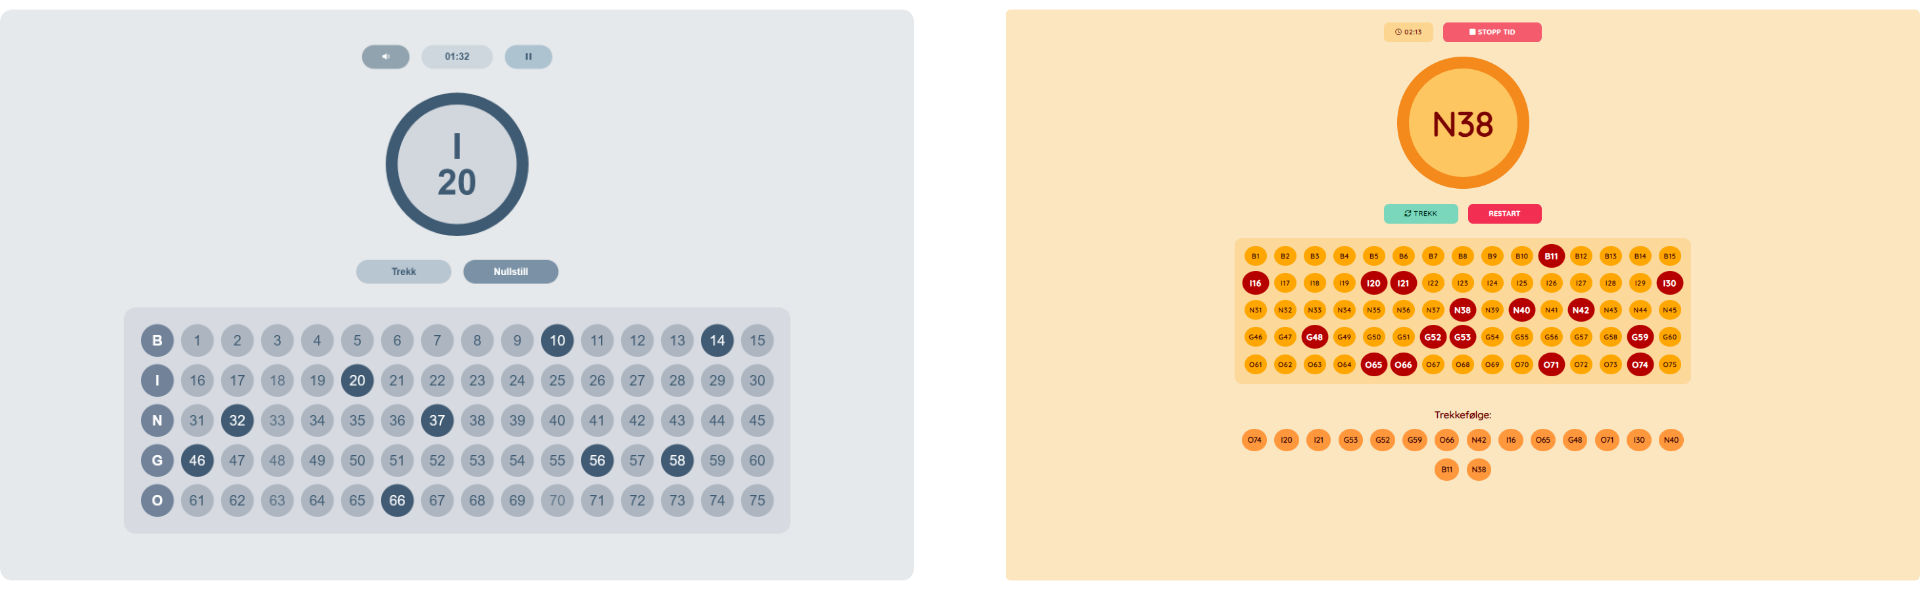 01:32
I
20
Trekk Nullstill
B 1 2 3 4 5 6 7 8 9 10 11 12 13 14 15
I 16 17 18 19 20 21 22 23 24 25 26 27 28 29 30
N 31 32 33 34 35 36 37 38 39 40 41 42 43 44 45
G 46 47 48 49 50 51 52 53 54 55 56 57 58 59 60
O 61 62 63 64 65 66 67 68 69 70 71 72 73 74 75
02:13 STOPP TID
N38
TREKK RESTART
B1 B2 B3 B4 B5 B6 B7 B8 B9 B10 B11 B12 B13 B14 B15
I16 I17 I18 I19 I20 I21 I22 I23 I24 I25 I26 I27 I28 I29 I30
N31 N32 N33 N34 N35 N36 N37 N38 N39 N40 N41 N42 N43 N44 N45
G46 G47 G48 G49 G50 G51 G52 G53 G54 G55 G56 G57 G58 G59 G60
O61 O62 O63 O64 O65 O66 O67 O68 O69 O70 O71 O72 O73 O74 O75
Trekkefølge:
O74 I20 I21 G53 G52 G59 O66 N42 I16 O65 G48 O71 I30 N40
B11 N38